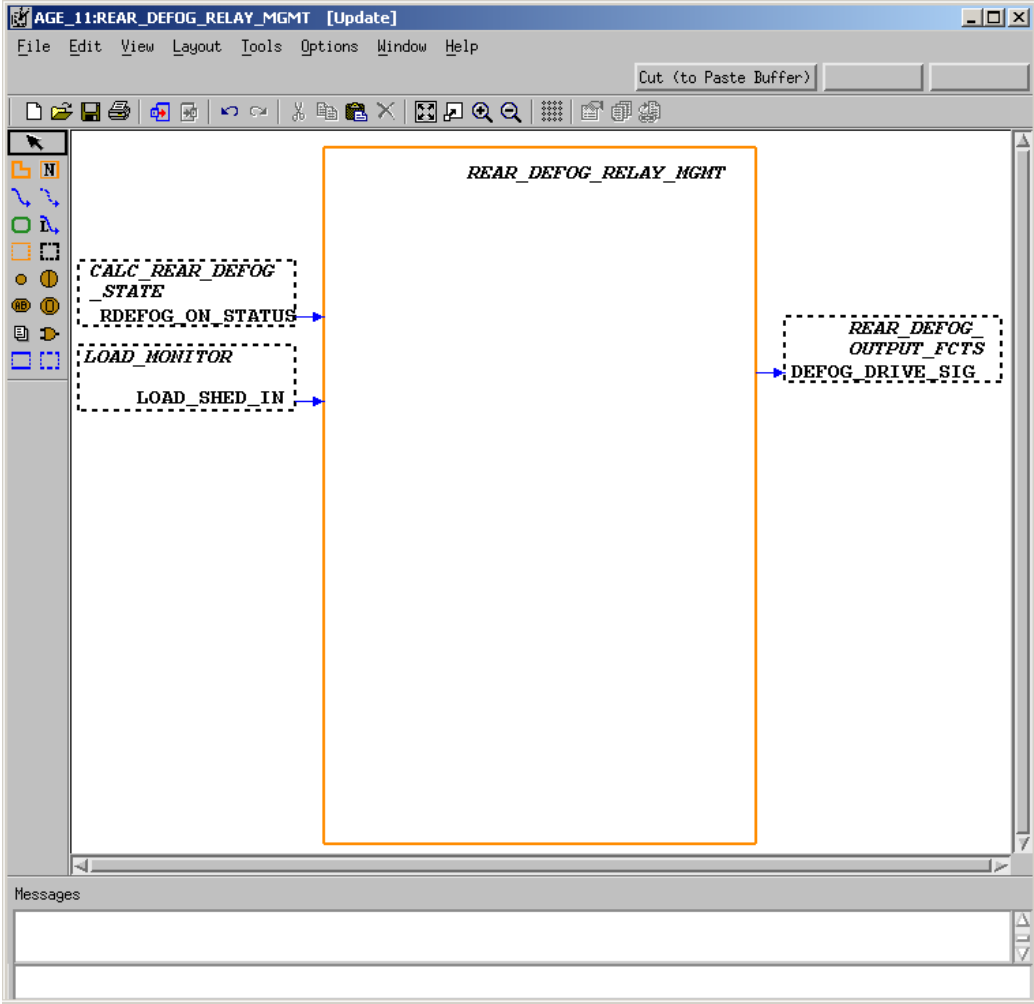 AGE_11:REAR_DEFOG_RELAY_MGMT [Update]
File Edit View Layout Tools Options Window Help
Cut (to Paste Buffer)
N
REAR_DEFOG_RELAY_MGMT
CALC_REAR_DEFOG
_STATE
RDEFOG_ON_STATUS
LOAD_MONITOR
LOAD_SHED_IN
REAR_DEFOG_
OUTPUT_FCTS
DEFOG_DRIVE_SIG
Messages